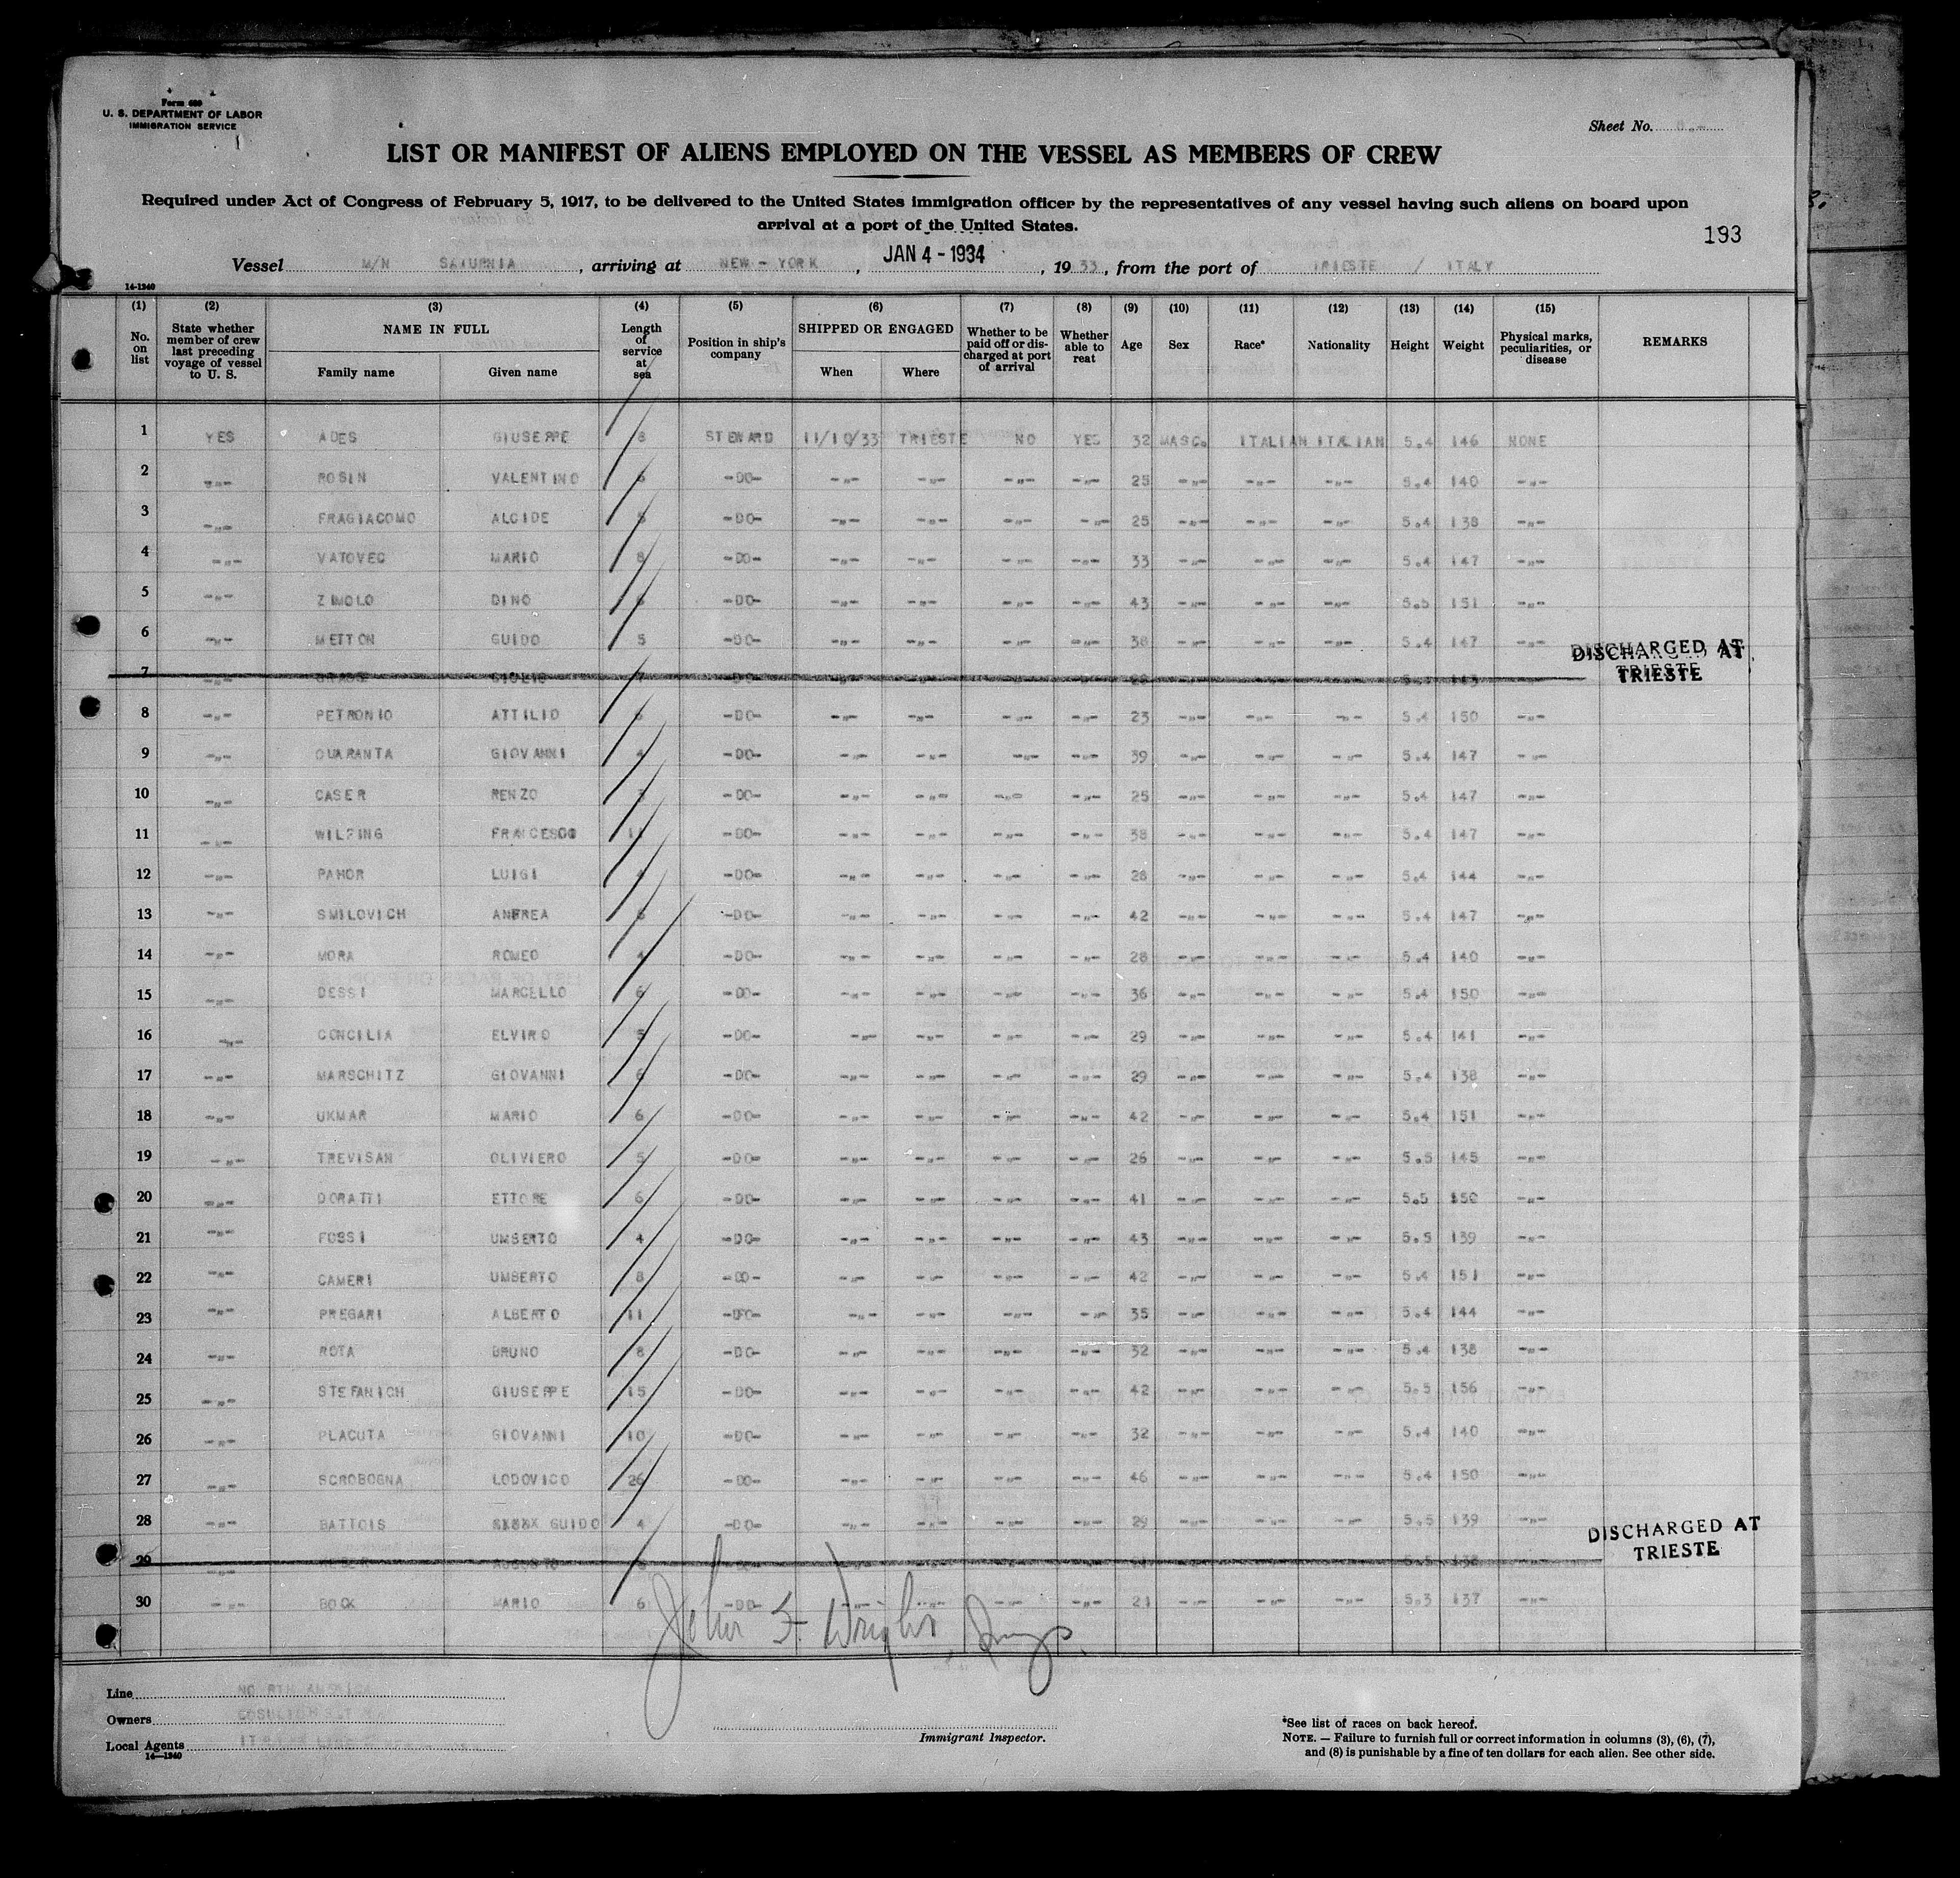 Form 689
U. S. DEPARTMENT OF LABOR
IMMIGRATION SERVICE
Sheet No.
LIST OR MANIFEST OF ALIENS EMPLOYED ON THE VESSEL AS MEMBERS OF CREW
Required under Act of Congress of February 5, 1917, to be delivered to the United States immigration officer by the representatives of any vessel having such aliens on board upon
arrival at a port of the United States.
193
Vessel M/N SATURNIA, arriving at NEW-YORK, JAN 4-1934, 1933, from the port of TRIESTE / ITALY
14-1240
(1) (2) (3) (4) (5) (6) (7) (8) (9) (10) (11) (12) (13) (14) (15)
No. on list State whether member of crew last preceding voyage of vessel to U. S. NAME IN FULL Family name Given name Length of service at sea Position in ship's company SHIPPED OR ENGAGED When Where Whether to be paid off or discharged at port of arrival Whether able to reat Age Sex Race* Nationality Height Weight Physical marks, peculiarities, or disease REMARKS
1 YES ADES GIUSEPPE 8 STEWARD 11/10/33 TRIESTE NO YES 32 MASC. ITALIAN ITALIAN 5.4 146 NONE
2 -"- ROSIN VALENTINO -DO- -"- -"- -"- -"- 25 -"- -"- -"- 5.4 140 -"-
3 -"- FRAGIACOMO ALCIDE 5 -DO- -"- -"- -"- -"- 25 -"- -"- -"- 5.4 138 -"-
4 -"- VATOVEC MARIO 8 -DO- -"- -"- -"- -"- 33 -"- -"- -"- 5.4 147 -"-
5 -"- ZIMOLO DINO -DO- -"- -"- -"- -"- 43 -"- -"- -"- 5.5 151 -"-
6 -"- METTON GUIDO 5 -DO- -"- -"- -"- -"- 38 -"- -"- -"- 5.4 147 -"-
7 -"- -DO- -"- -"- -"- -"- -"- DISCHARGED AT TRIESTE
8 -"- PETRONIO ATTILIO -DO- -"- -"- -"- -"- 23 -"- -"- -"- 5.4 150 -"-
9 -"- QUARANTA GIOVANNI 4 -DO- -"- -"- -"- -"- 39 -"- -"- -"- 5.4 147 -"-
10 -"- CASER RENZO -DO- -"- -"- -"- -"- 25 -"- -"- -"- 5.4 147 -"-
11 -"- WILFING FRANCESCO 11 -DO- -"- -"- -"- -"- 38 -"- -"- -"- 5.4 147 -"-
12 -"- PAHOR LUIGI 4 -DO- -"- -"- -"- -"- 28 -"- -"- -"- 5.4 144 -"-
13 -"- SMILOVICH ANDREA 6 -DO- -"- -"- -"- -"- 42 -"- -"- -"- 5.4 147 -"-
14 -"- MORA ROMEO 4 -DO- -"- -"- -"- -"- 28 -"- -"- -"- 5.4 140 -"-
15 -"- DESSI MARCELLO 6 -DO- -"- -"- -"- -"- 36 -"- -"- -"- 5.4 150 -"-
16 -"- CONCILIA ELVIRO 5 -DO- -"- -"- -"- -"- 29 -"- -"- -"- 5.4 141 -"-
17 -"- MARSCHITZ GIOVANNI 6 -DO- -"- -"- -"- -"- 29 -"- -"- -"- 5.4 138 -"-
18 -"- UKMAR MARIO 6 -DO- -"- -"- -"- -"- 42 -"- -"- -"- 5.4 151 -"-
19 -"- TREVISAN OLIVIERO 5 -DO- -"- -"- -"- -"- 26 -"- -"- -"- 5.5 145 -"-
20 -"- DORATTI ETTORE 6 -DO- -"- -"- -"- -"- 41 -"- -"- -"- 5.5 150 -"-
21 -"- FOSSI UMBERTO 4 -DO- -"- -"- -"- -"- 43 -"- -"- -"- 5.5 139 -"-
22 -"- CAMERI UMBERTO 8 -DO- -"- -"- -"- -"- 42 -"- -"- -"- 5.4 151 -"-
23 -"- PREGARI ALBERTO 11 -DO- -"- -"- -"- -"- 35 -"- -"- -"- 5.4 144 -"-
24 -"- ROTA BRUNO 8 -DO- -"- -"- -"- -"- 32 -"- -"- -"- 5.4 138 -"-
25 -"- STEFANICH GIUSEPPE 15 -DO- -"- -"- -"- -"- 42 -"- -"- -"- 5.5 156 -"-
26 -"- PLACUTA GIOVANNI 10 -DO- -"- -"- -"- -"- 32 -"- -"- -"- 5.4 140 -"-
27 -"- SCROBOGNA LODOVICO 26 -DO- -"- -"- -"- -"- 46 -"- -"- -"- 5.4 150 -"-
28 -"- BATTOIS GUIDO 4 -DO- -"- -"- -"- -"- 29 -"- -"- -"- 5.5 139 -"-
29 -"- AUGUSTO -DO- -"- -"- -"- -"- 5.5 138 -"- DISCHARGED AT TRIESTE
30 -"- BOCK MARIO 6 -DO- -"- -"- -"- -"- 21 -"- -"- -"- 5.3 137 -"-
John F. Wright
Line NORTH AMERICA
Owners COSULICH
Local Agents
14-1240
Immigrant Inspector.
*See list of races on back hereof.
NOTE. — Failure to furnish full or correct information in columns (3), (6), (7),
and (8) is punishable by a fine of ten dollars for each alien. See other side.